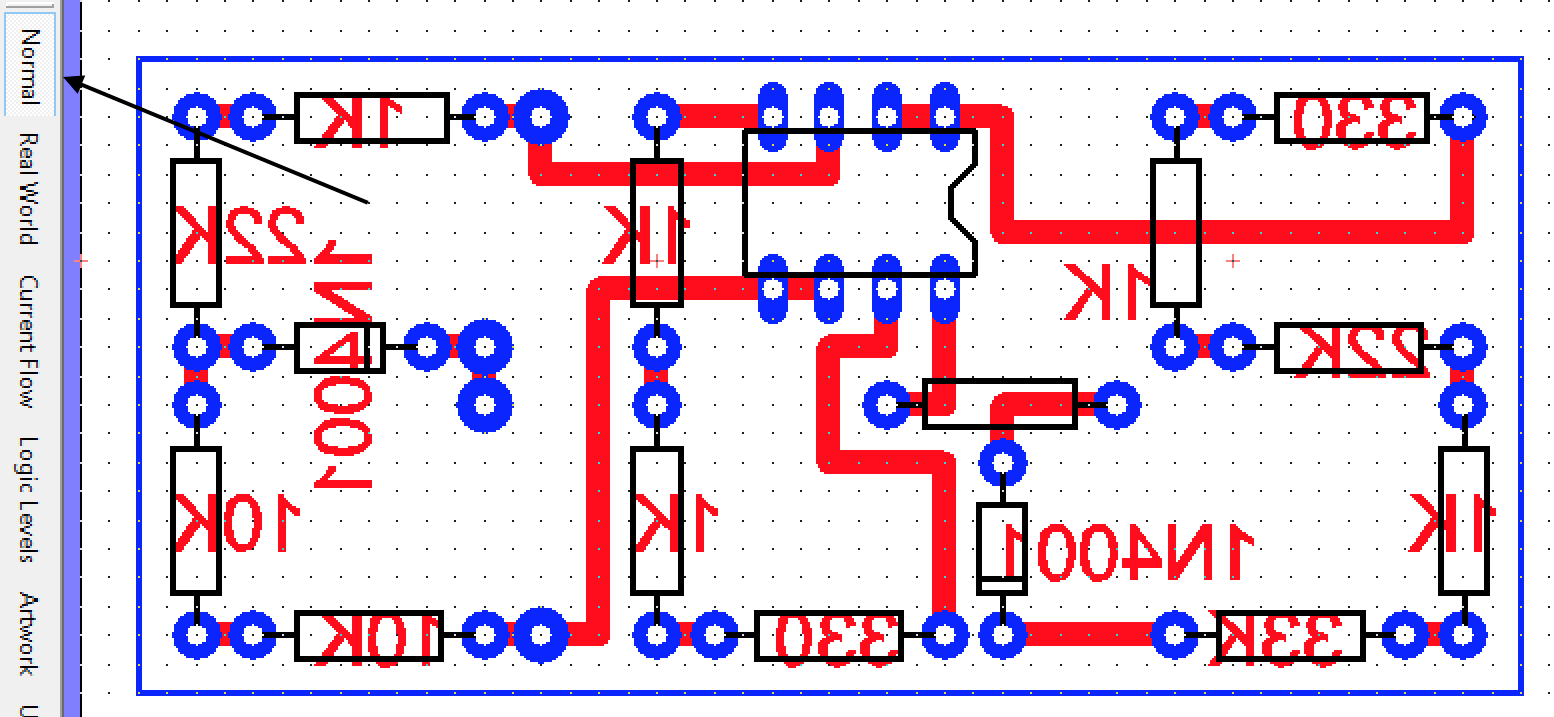 Normal
Real World
Current Flow
Logic Levels
Artwork
1K
330
22K
1N4001
1K
1K
22K
10K
1K
1N4001
1K
10K
330
33K